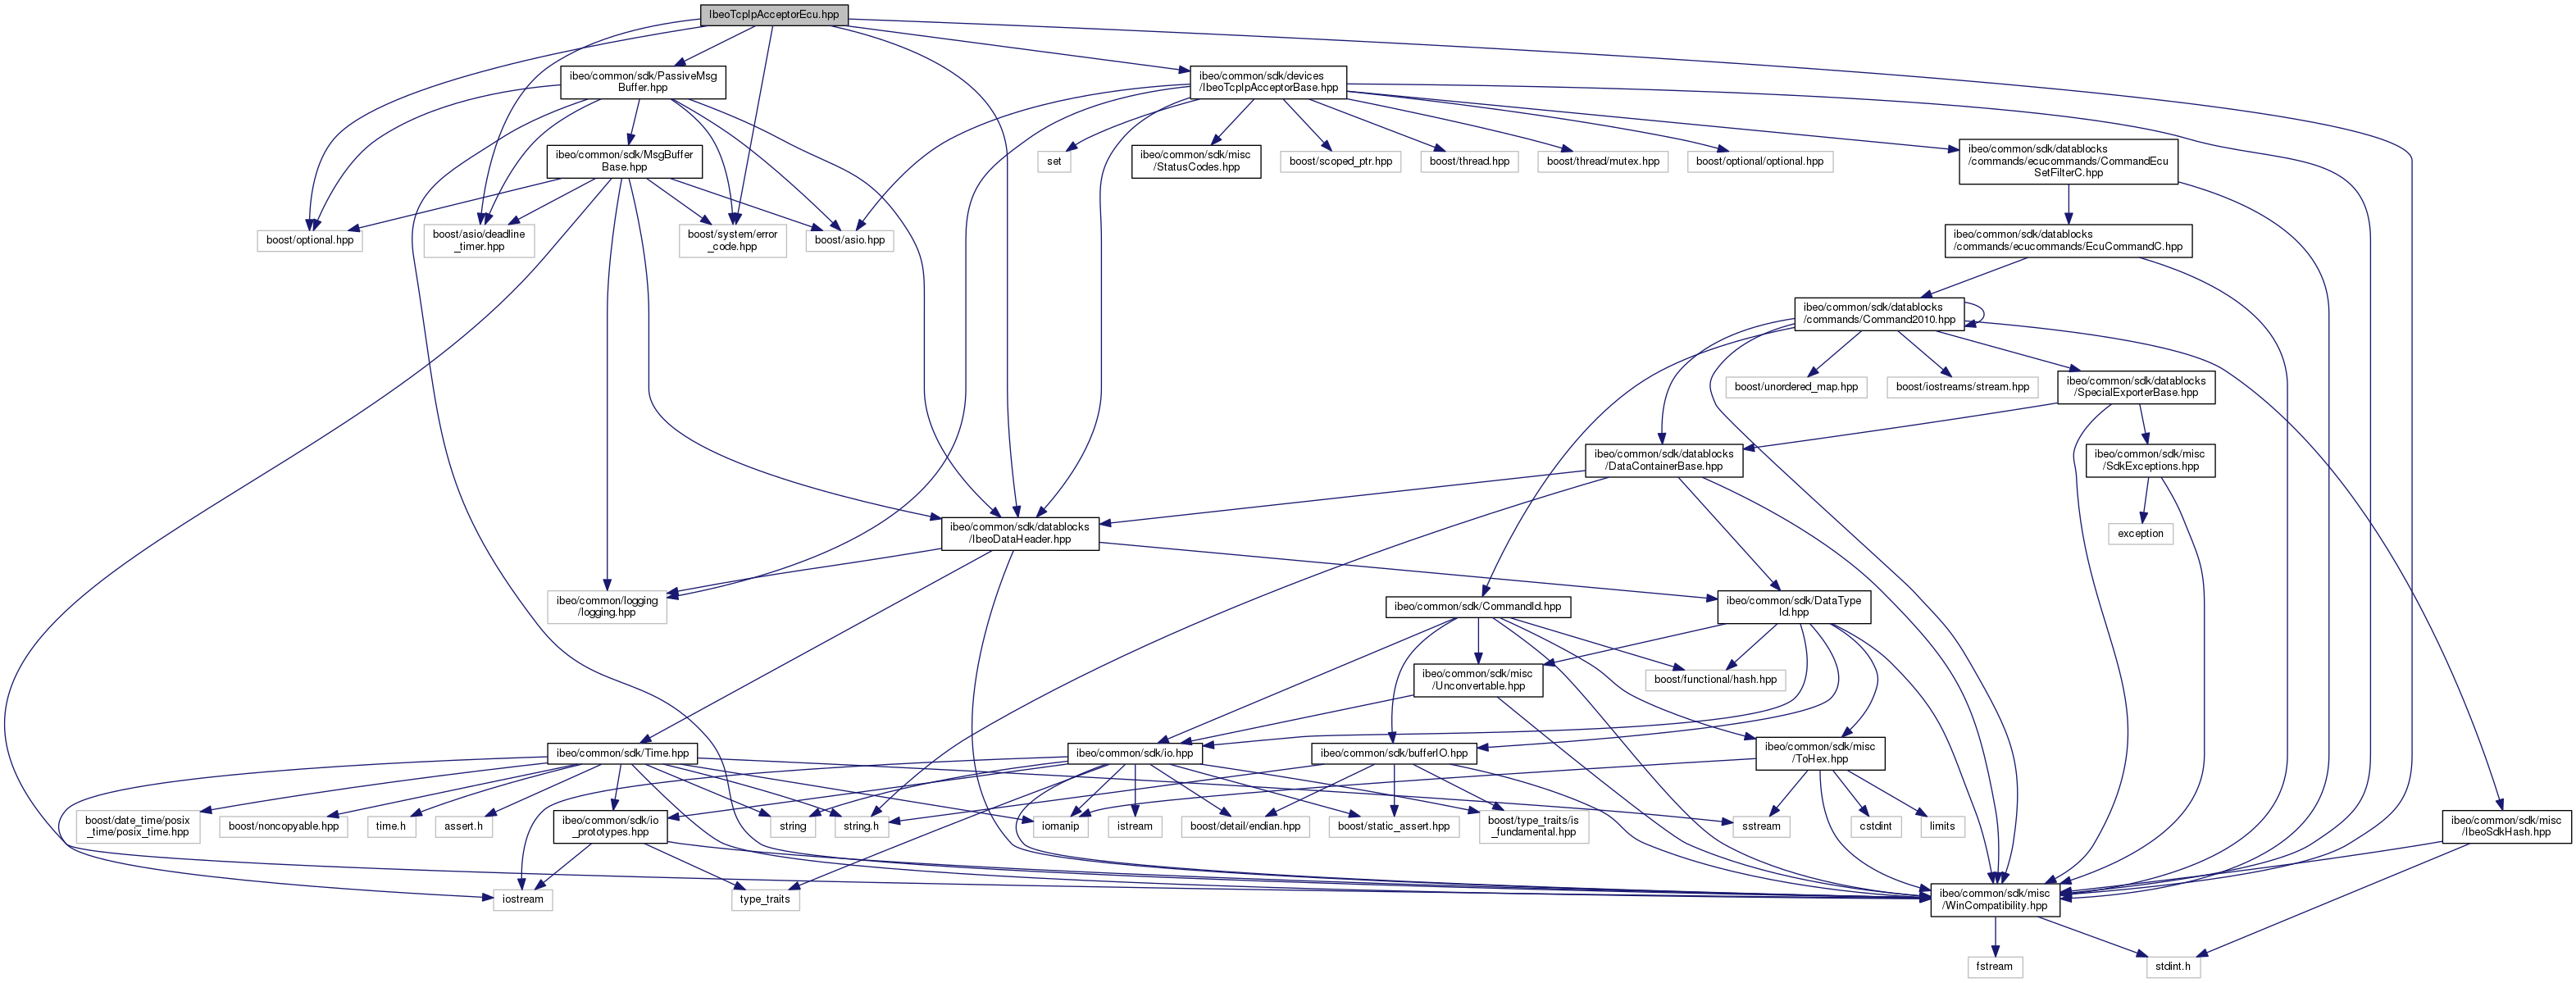 IbeoTcpIpAcceptorEcu.hpp
ibeo/common/sdk/PassiveMsg
Buffer.hpp
ibeo/common/sdk/devices
/IbeoTcpIpAcceptorBase.hpp
ibeo/common/sdk/MsgBuffer
Base.hpp
set
ibeo/common/sdk/misc
/StatusCodes.hpp
boost/scoped_ptr.hpp
boost/thread.hpp
boost/thread/mutex.hpp
boost/optional/optional.hpp
ibeo/common/sdk/datablocks
/commands/ecucommands/CommandEcu
SetFilterC.hpp
boost/optional.hpp
boost/asio/deadline
_timer.hpp
boost/system/error
_code.hpp
boost/asio.hpp
ibeo/common/sdk/datablocks
/commands/ecucommands/EcuCommandC.hpp
ibeo/common/sdk/datablocks
/commands/Command2010.hpp
boost/unordered_map.hpp
boost/iostreams/stream.hpp
ibeo/common/sdk/datablocks
/SpecialExporterBase.hpp
ibeo/common/sdk/datablocks
/DataContainerBase.hpp
ibeo/common/sdk/misc
/SdkExceptions.hpp
ibeo/common/sdk/datablocks
/IbeoDataHeader.hpp
exception
ibeo/common/logging
/logging.hpp
ibeo/common/sdk/CommandId.hpp
ibeo/common/sdk/DataType
Id.hpp
ibeo/common/sdk/misc
/Unconvertable.hpp
boost/functional/hash.hpp
ibeo/common/sdk/Time.hpp
ibeo/common/sdk/io.hpp
ibeo/common/sdk/bufferIO.hpp
ibeo/common/sdk/misc
/ToHex.hpp
boost/date_time/posix
_time/posix_time.hpp
boost/noncopyable.hpp
time.h
assert.h
ibeo/common/sdk/io
_prototypes.hpp
string
string.h
iomanip
istream
boost/detail/endian.hpp
boost/static_assert.hpp
boost/type_traits/is
_fundamental.hpp
sstream
cstdint
limits
ibeo/common/sdk/misc
/IbeoSdkHash.hpp
iostream
type_traits
ibeo/common/sdk/misc
/WinCompatibility.hpp
fstream
stdint.h